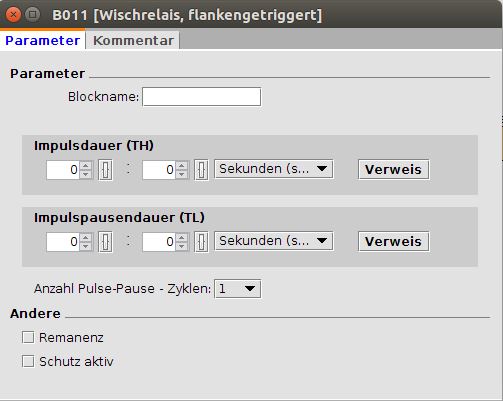 B011 [Wischrelais, flankengetriggert]
Parameter Kommentar
Parameter
Blockname:
Impulsdauer (TH)
0 : 0 Sekunden (s... Verweis
Impulspausendauer (TL)
0 : 0 Sekunden (s... Verweis
Anzahl Pulse-Pause - Zyklen: 1
Andere
Remanenz
Schutz aktiv